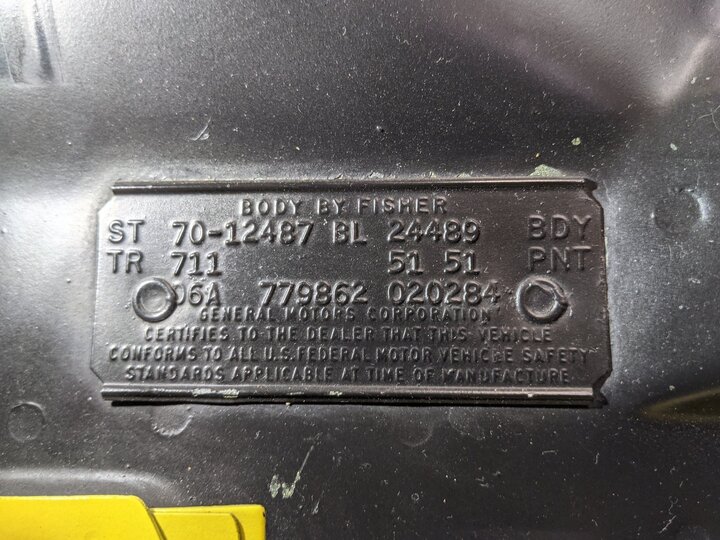 BODY BY FISHER
ST 70-12487 BL 24489 BDY
TR 711 51 51 PNT
06A 779862 020284
GENERAL MOTORS CORPORATION
CERTIFIES TO THE DEALER THAT THIS VEHICLE
CONFORMS TO ALL U.S. FEDERAL MOTOR VEHICLE SAFETY
STANDARDS APPLICABLE AT TIME OF MANUFACTURE